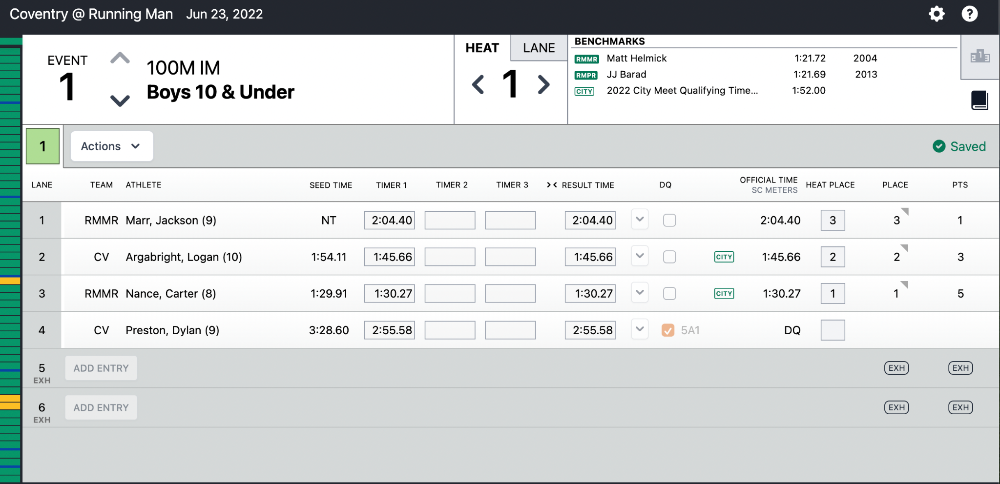 Coventry @ Running Man Jun 23, 2022
EVENT
1
100M IM
Boys 10 & Under
HEAT LANE
1
BENCHMARKS
RMMR Matt Helmick 1:21.72 2004
RMPR JJ Barad 1:21.69 2013
CITY 2022 City Meet Qualifying Time... 1:52.00
2 1 3
1 Actions Saved
LANE TEAM ATHLETE SEED TIME TIMER 1 TIMER 2 TIMER 3 RESULT TIME DQ OFFICIAL TIME SC METERS HEAT PLACE PLACE PTS
1 RMMR Marr, Jackson (9) NT 2:04.40 2:04.40 2:04.40 3 3 1
2 CV Argabright, Logan (10) 1:54.11 1:45.66 1:45.66 CITY 1:45.66 2 2 3
3 RMMR Nance, Carter (8) 1:29.91 1:30.27 1:30.27 CITY 1:30.27 1 1 5
4 CV Preston, Dylan (9) 3:28.60 2:55.58 2:55.58 5A1 DQ
5 EXH ADD ENTRY EXH EXH
6 EXH ADD ENTRY EXH EXH